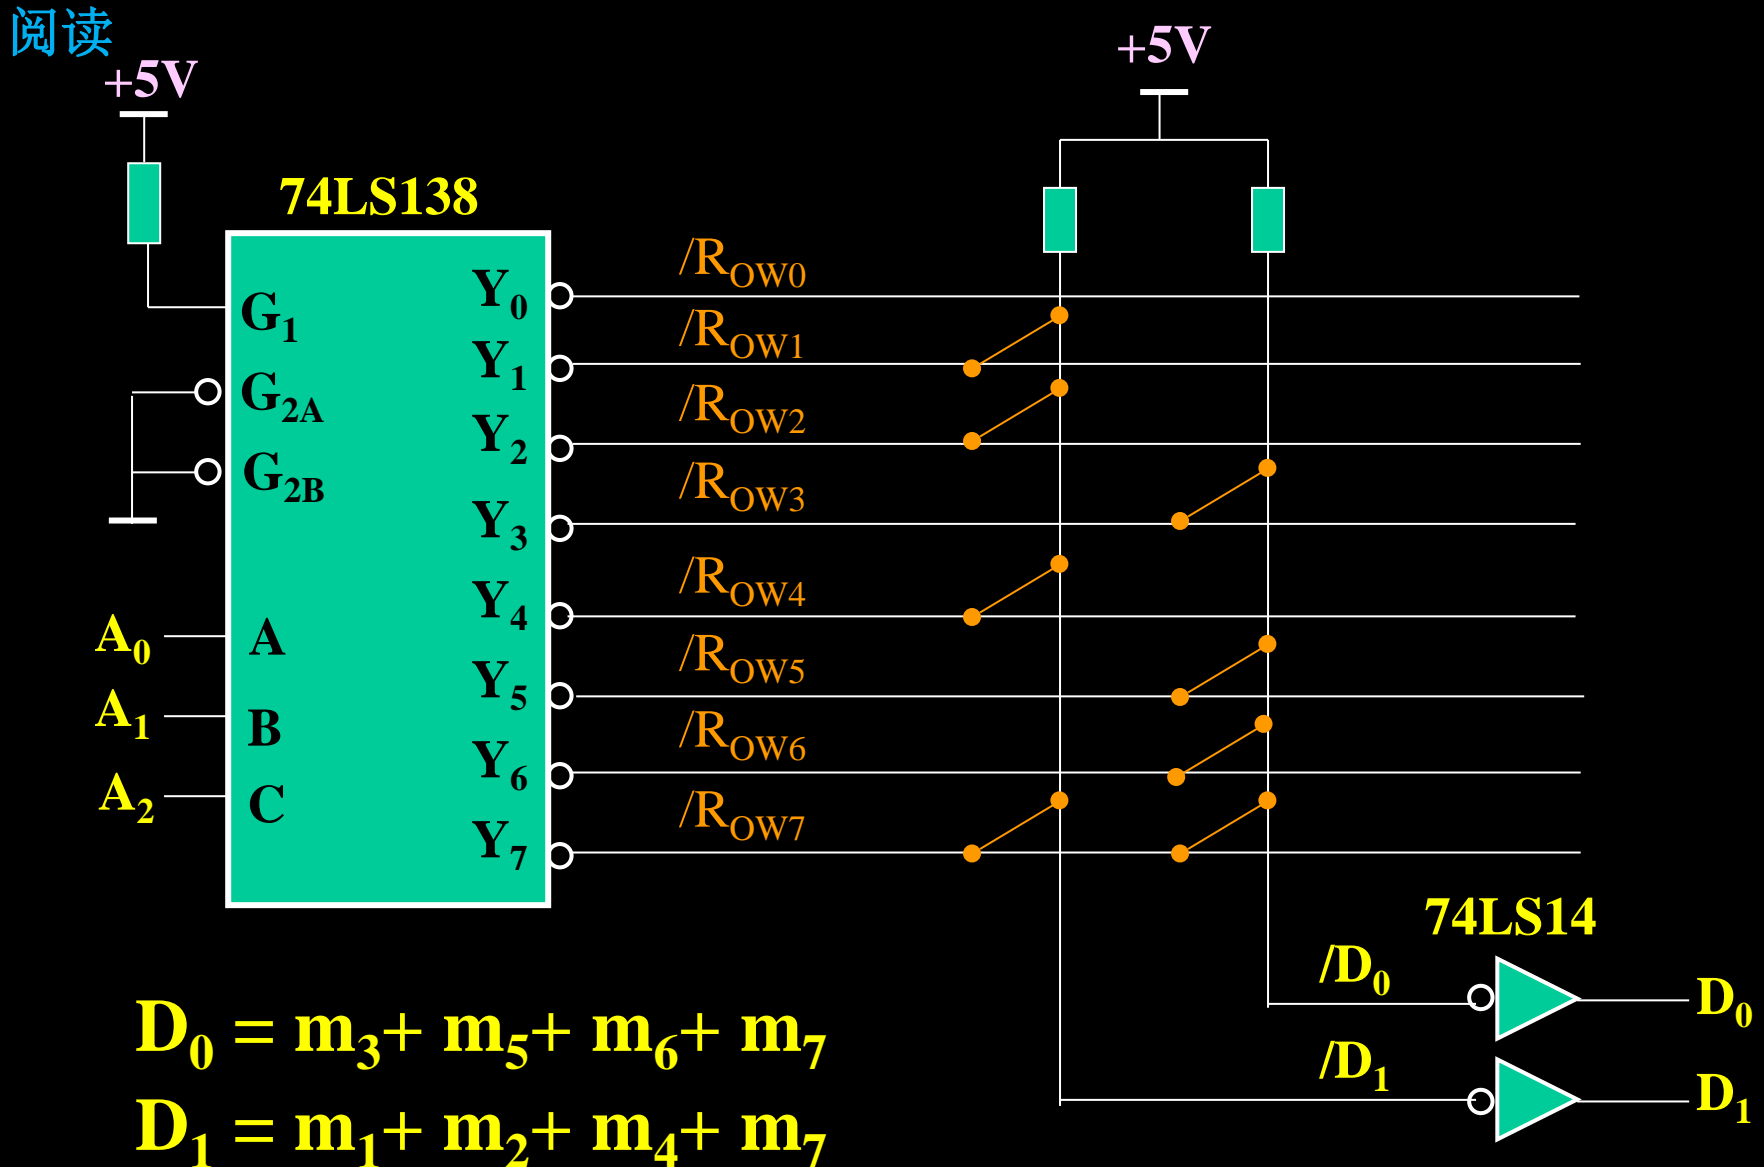 阅读
+5V
+5V
74LS138
G1
G2A
G2B
A
B
C
Y0
Y1
Y2
Y3
Y4
Y5
Y6
Y7
A0
A1
A2
/ROW0
/ROW1
/ROW2
/ROW3
/ROW4
/ROW5
/ROW6
/ROW7
74LS14
/D0
D0
/D1
D1
D0 = m3+ m5+ m6+ m7
D1 = m1+ m2+ m4+ m7